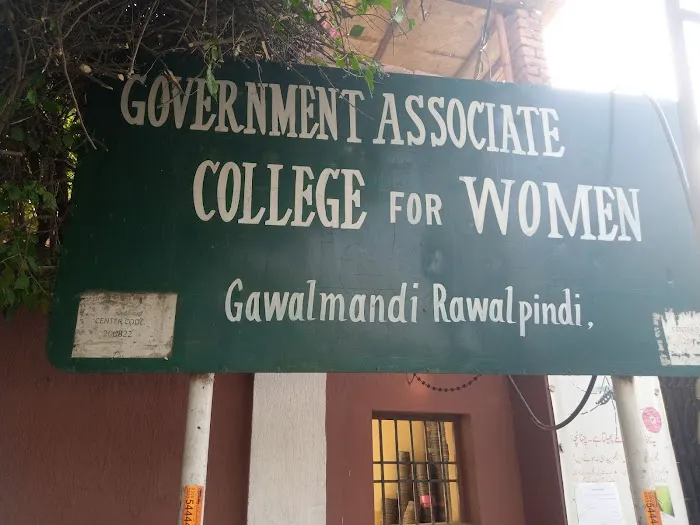 GOVERNMENT ASSOCIATE
COLLEGE FOR WOMEN
Gawalmandi Rawalpindi,
CENTER CODE